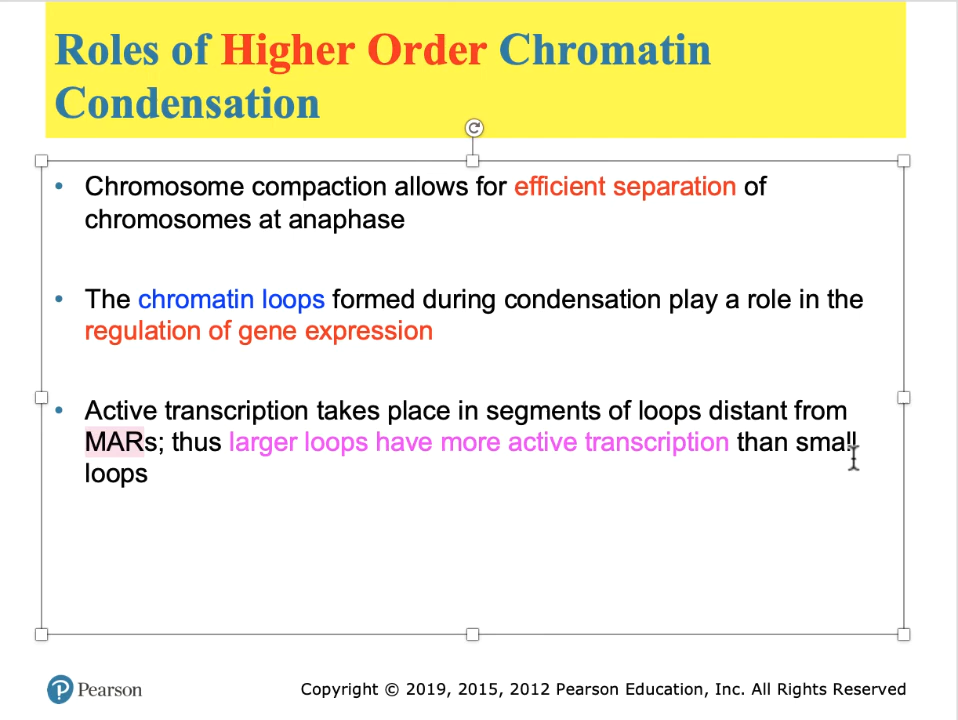 Roles of Higher Order Chromatin
Condensation
• Chromosome compaction allows for efficient separation of
chromosomes at anaphase
• The chromatin loops formed during condensation play a role in the
regulation of gene expression
• Active transcription takes place in segments of loops distant from
MARs; thus larger loops have more active transcription than small
loops
Pearson
Copyright © 2019, 2015, 2012 Pearson Education, Inc. All Rights Reserved